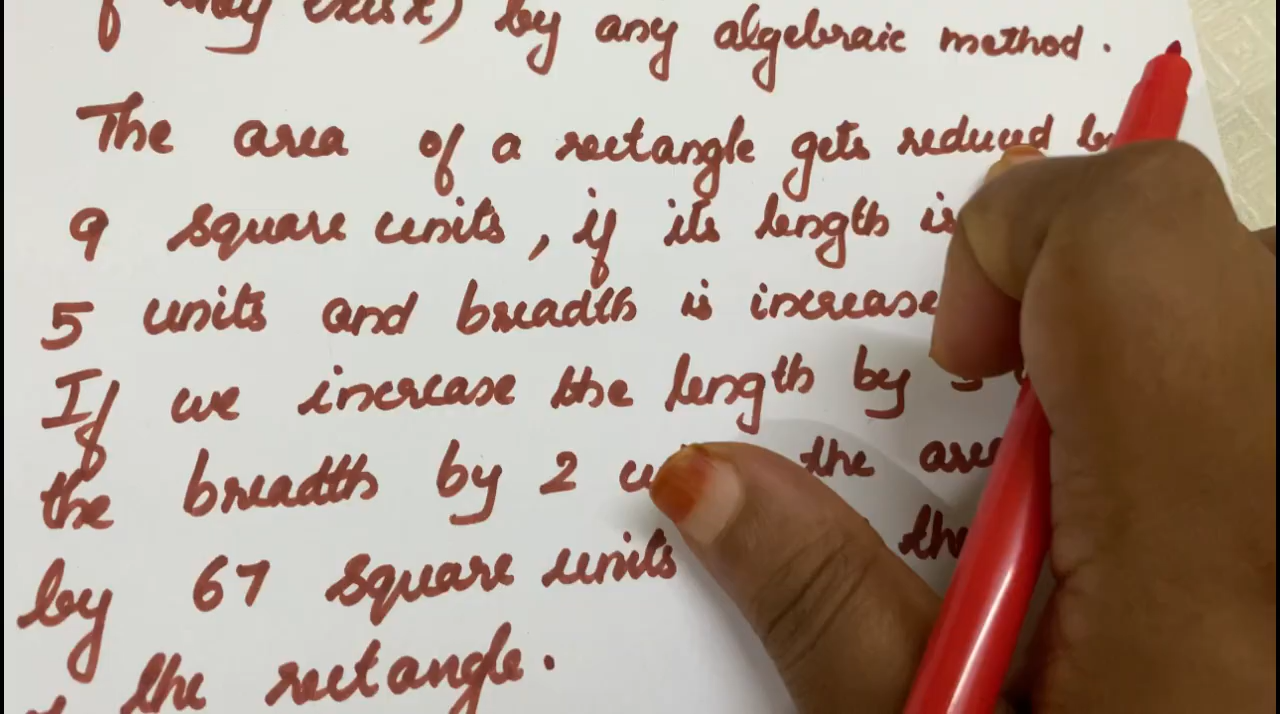 by any algebraic method.
The area of a rectangle gets reduced
9 square units, if its length is
5 units and breadth is increase
If we increase the length by
the breadth by 2 the
by 67 square units
the rectangle.